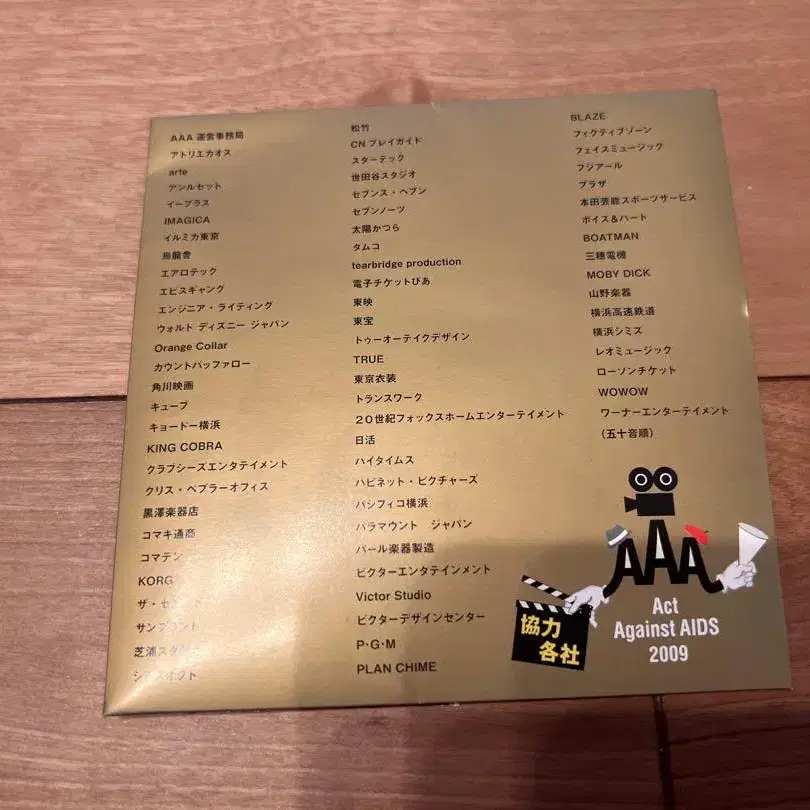 AAA 運営事務局
アトリエカオス
arte
アンルセット
イープラス
IMAGICA
イルミカ東京
烏龍舎
エアロテック
エビスギャング
エンジニア・ライティング
ウォルト ディズニー ジャパン
Orange Collar
カウントバッファロー
角川映画
キューブ
キョードー横浜
KING COBRA
クラブシーズエンタテイメント
クリス・ペプラーオフィス
黒澤楽器店
コマキ通商
コマデン
KORG
ザ・セ
サンブラント
芝浦スタジオ
松竹
CN プレイガイド
スターテック
世田谷スタジオ
セブンス・ヘブン
セブンノーツ
太陽かつら
タムコ
tearbridge production
電子チケットぴあ
東映
東宝
トゥーオーテイクデザイン
TRUE
東京衣装
トランスワーク
20世紀フォックスホームエンターテイメント
日活
ハイタイムス
ハピネット・ピクチャーズ
パシフィコ横浜
パラマウント ジャパン
パール楽器製造
ビクターエンタテインメント
Victor Studio
ビクターデザインセンター
P・G・M
PLAN CHIME
BLAZE
フィクティブゾーン
フェイスミュージック
フジアール
プラザ
本田芸能スポーツサービス
ボイス&ハート
BOATMAN
三穂電機
MOBY DICK
山野楽器
横浜高速鉄道
横浜シミズ
レオミュージック
ローソンチケット
WOWOW
ワーナーエンターテイメント
(五十音順)
協力
各社
AAA
Act
Against AIDS
2009